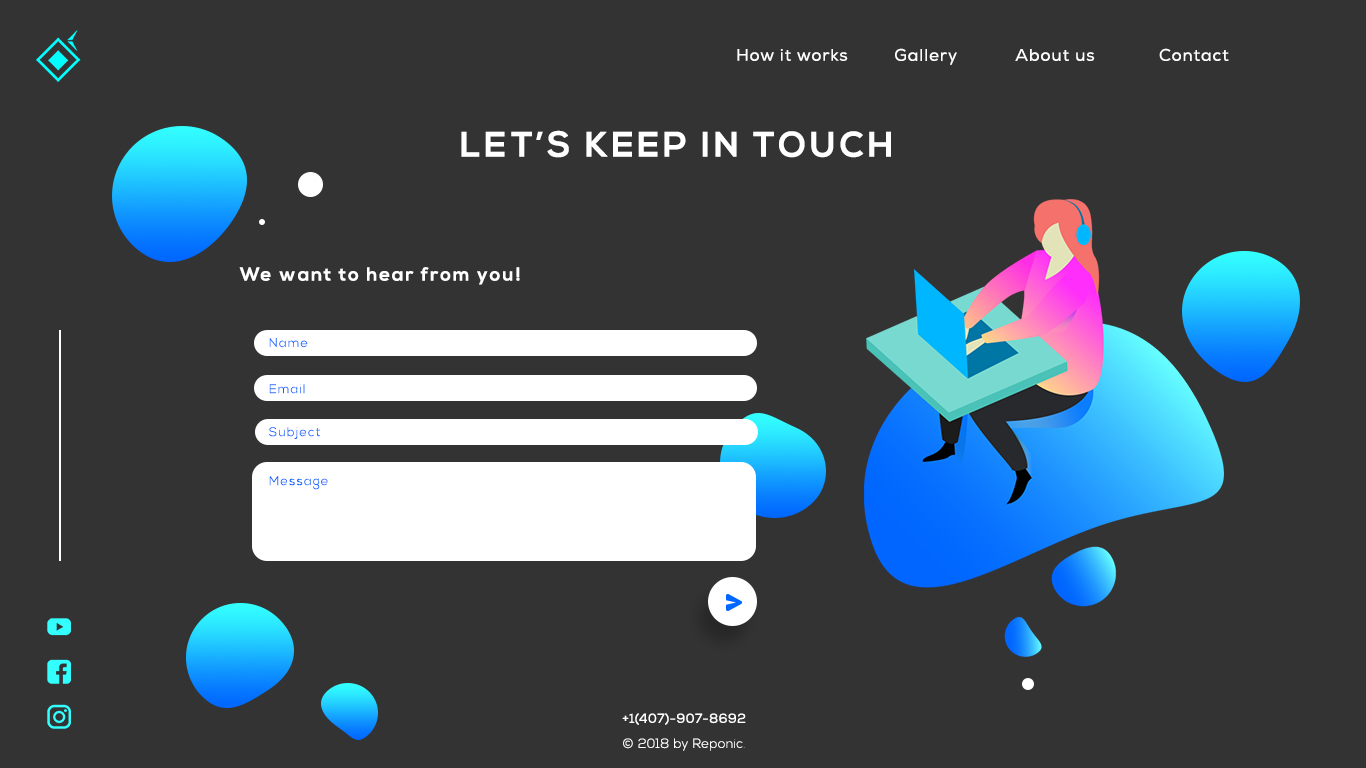 How it works Gallery About us Contact
LET'S KEEP IN TOUCH
We want to hear from you!
Name
Email
Subject
Message
+1(407)-907-8692
© 2018 by Reponic.